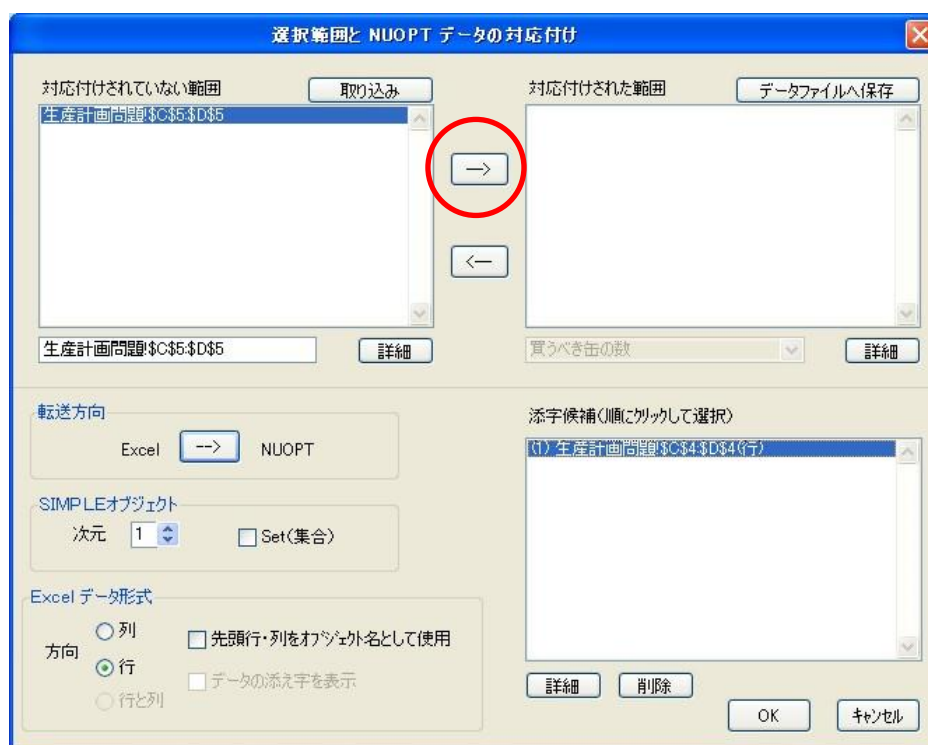 選択範囲と NUOPT データの対応付け
対応付けされていない範囲
取り込み
対応付けされた範囲
データファイルへ保存
生産計画問題!$C$5:$D$5
-->
<--
生産計画問題!$C$5:$D$5
詳細
買うべき缶の数
詳細
転送方向
Excel --> NUOPT
添字候補(順にクリックして選択)
(1) 生産計画問題!$C$4:$D$4(行)
SIMPLEオブジェクト
次元 1 Set(集合)
Excel データ形式
方向
列
行
行と列
先頭行・列をオブジェクト名として使用
データの添え字を表示
詳細
削除
OK
キャンセル